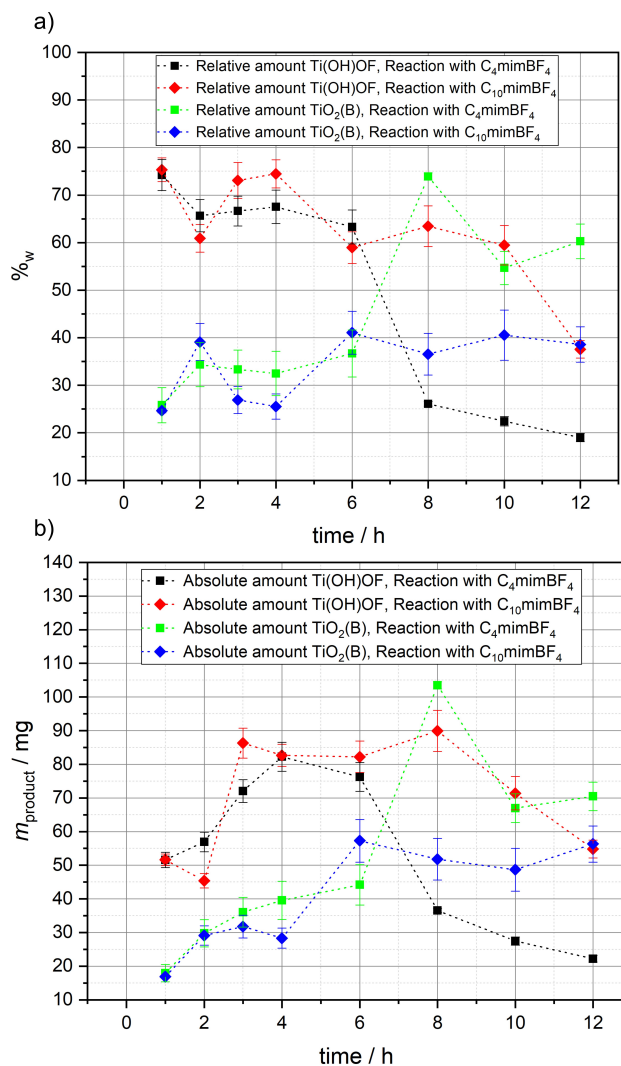 a)
Relative amount Ti(OH)OF, Reaction with C₄mimBF₄
Relative amount Ti(OH)OF, Reaction with C₁₀mimBF₄
Relative amount TiO₂(B), Reaction with C₄mimBF₄
Relative amount TiO₂(B), Reaction with C₁₀mimBF₄
100
90
80
70
60
50
40
30
20
10
%w
0 2 4 6 8 10 12
time / h
b)
Absolute amount Ti(OH)OF, Reaction with C₄mimBF₄
Absolute amount Ti(OH)OF, Reaction with C₁₀mimBF₄
Absolute amount TiO₂(B), Reaction with C₄mimBF₄
Absolute amount TiO₂(B), Reaction with C₁₀mimBF₄
140
130
120
110
100
90
80
70
60
50
40
30
20
10
mproduct / mg
0 2 4 6 8 10 12
time / h